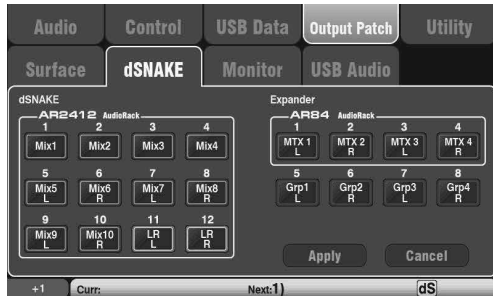 Audio Control USB Data Output Patch Utility
Surface dSNAKE Monitor USB Audio
dSNAKE Expander
AR2412 AudioRack AR84 AudioRack
1 2 3 4 1 2 3 4
Mix1 Mix2 Mix3 Mix4 MTX 1 L MTX 2 R MTX 3 L MTX 4 R
5 6 7 8 5 6 7 8
Mix5 L Mix6 R Mix7 L Mix8 R Grp1 L Grp2 R Grp3 L Grp4 R
9 10 11 12
Mix9 L Mix10 R LR L LR R
Apply Cancel
+1 Curr: Next:1) dS